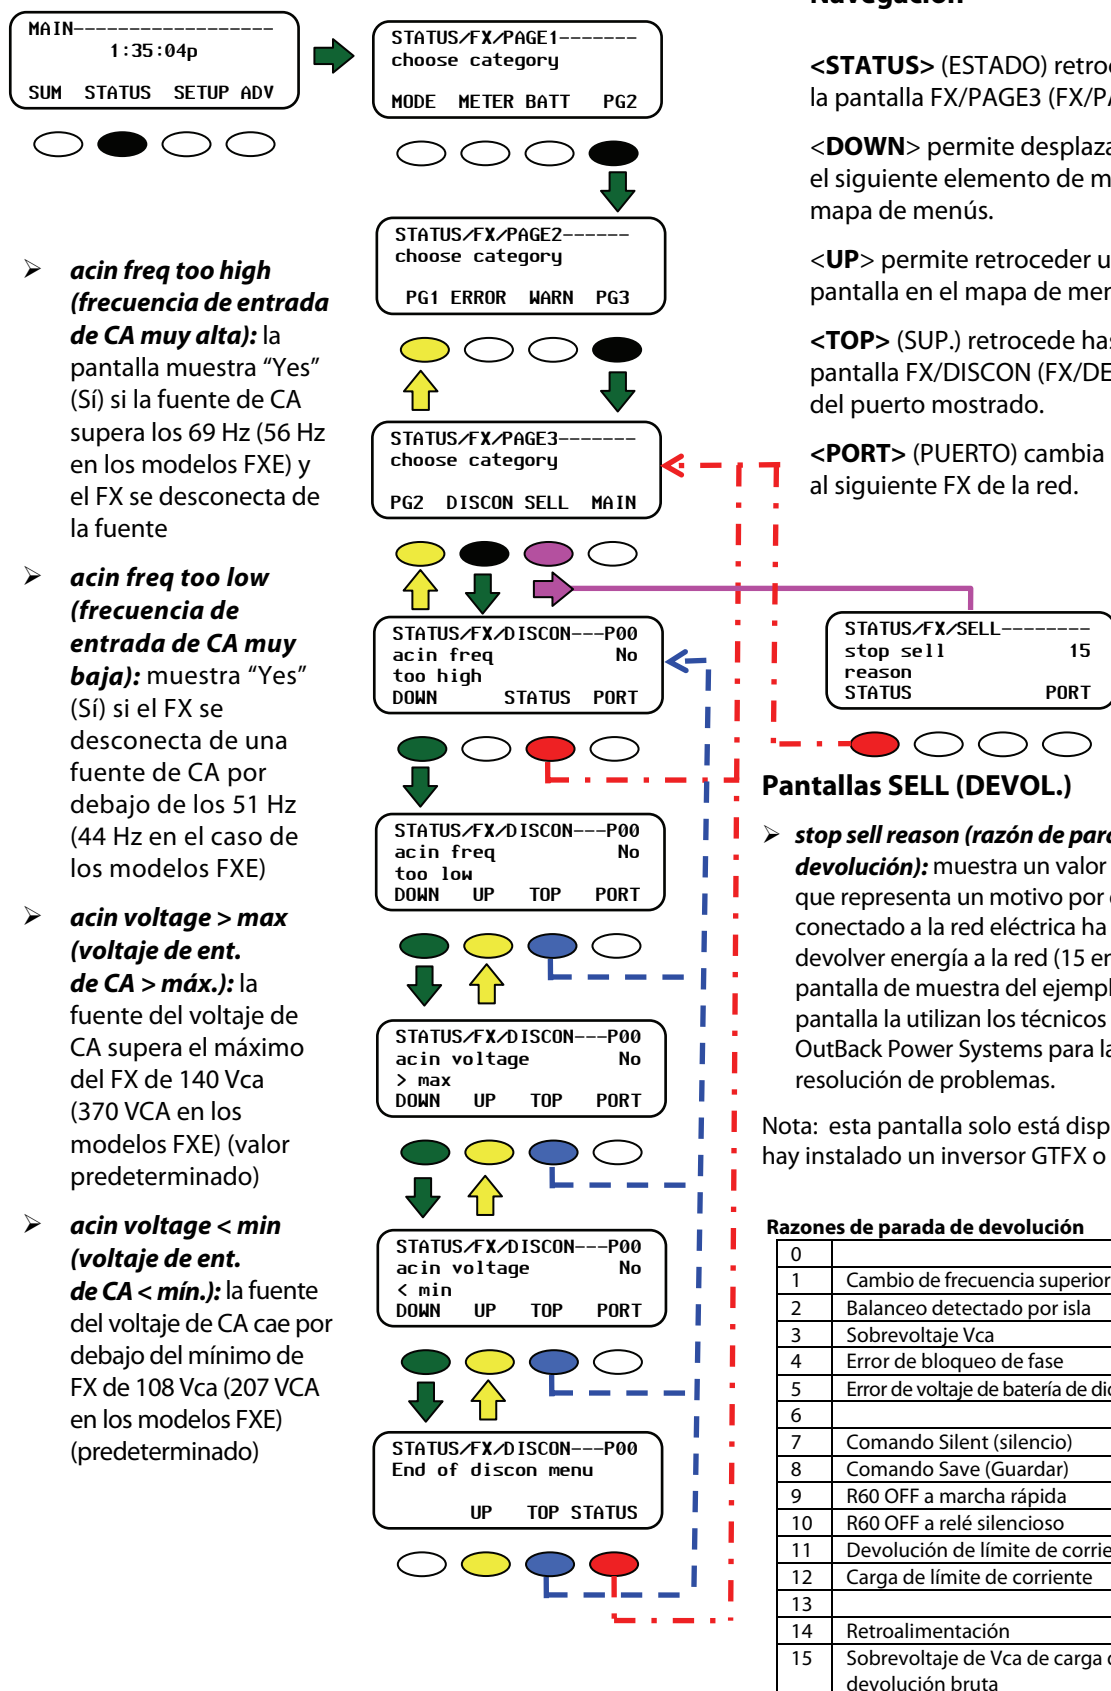 MAIN------------------
1:35:04p
SUM STATUS SETUP ADV
STATUS/FX/PAGE1-------
choose category
MODE METER BATT PG2
STATUS/FX/PAGE2------
choose category
PG1 ERROR WARN PG3
STATUS/FX/PAGE3-------
choose category
PG2 DISCON SELL MAIN
STATUS/FX/DISCON---P00
acin freq No
too high
DOWN STATUS PORT
STATUS/FX/DISCON---P00
acin freq No
too low
DOWN UP TOP PORT
STATUS/FX/DISCON---P00
acin voltage No
> max
DOWN UP TOP PORT
STATUS/FX/DISCON---P00
acin voltage No
< min
DOWN UP TOP PORT
STATUS/FX/DISCON---P00
End of discon menu
UP TOP STATUS
➢ acin freq too high
(frecuencia de entrada
de CA muy alta): la
pantalla muestra “Yes”
(Sí) si la fuente de CA
supera los 69 Hz (56 Hz
en los modelos FXE) y
el FX se desconecta de
la fuente
➢ acin freq too low
(frecuencia de
entrada de CA muy
baja): muestra “Yes”
(Sí) si el FX se
desconecta de una
fuente de CA por
debajo de los 51 Hz
(44 Hz en el caso de
los modelos FXE)
➢ acin voltage > max
(voltaje de ent.
de CA > máx.): la
fuente del voltaje de
CA supera el máximo
del FX de 140 Vca
(370 VCA en los
modelos FXE) (valor
predeterminado)
➢ acin voltage < min
(voltaje de ent.
de CA < mín.): la fuente
del voltaje de CA cae por
debajo del mínimo de
FX de 108 Vca (207 VCA
en los modelos FXE)
(predeterminado)
Navegación
<STATUS> (ESTADO)
la pantalla FX/PAGE3
<DOWN> permite
el siguiente elemento de
mapa de menús.
<UP> permite retroceder
pantalla en el mapa de
<TOP> (SUP.) retrocede
pantalla FX/DISCON
del puerto mostrado.
<PORT> (PUERTO) cambia
al siguiente FX de la red.
STATUS/FX/SELL--------
stop sell 15
reason
STATUS PORT
Pantallas SELL (DEVOL.)
➢ stop sell reason (razón de
devolución): muestra un valor
que representa un motivo por
conectado a la red eléctrica ha
devolver energía a la red (15
pantalla de muestra del
pantalla la utilizan los técnicos
OutBack Power Systems para
resolución de problemas.
Nota: esta pantalla solo está
hay instalado un inversor GTFX o
Razones de parada de devolución
0
1 Cambio de frecuencia superior
2 Balanceo detectado por isla
3 Sobrevoltaje Vca
4 Error de bloqueo de fase
5 Error de voltaje de batería de
6
7 Comando Silent (silencio)
8 Comando Save (Guardar)
9 R60 OFF a marcha rápida
10 R60 OFF a relé silencioso
11 Devolución de límite de
12 Carga de límite de corriente
13
14 Retroalimentación
15 Sobrevoltaje de Vca de carga
devolución bruta